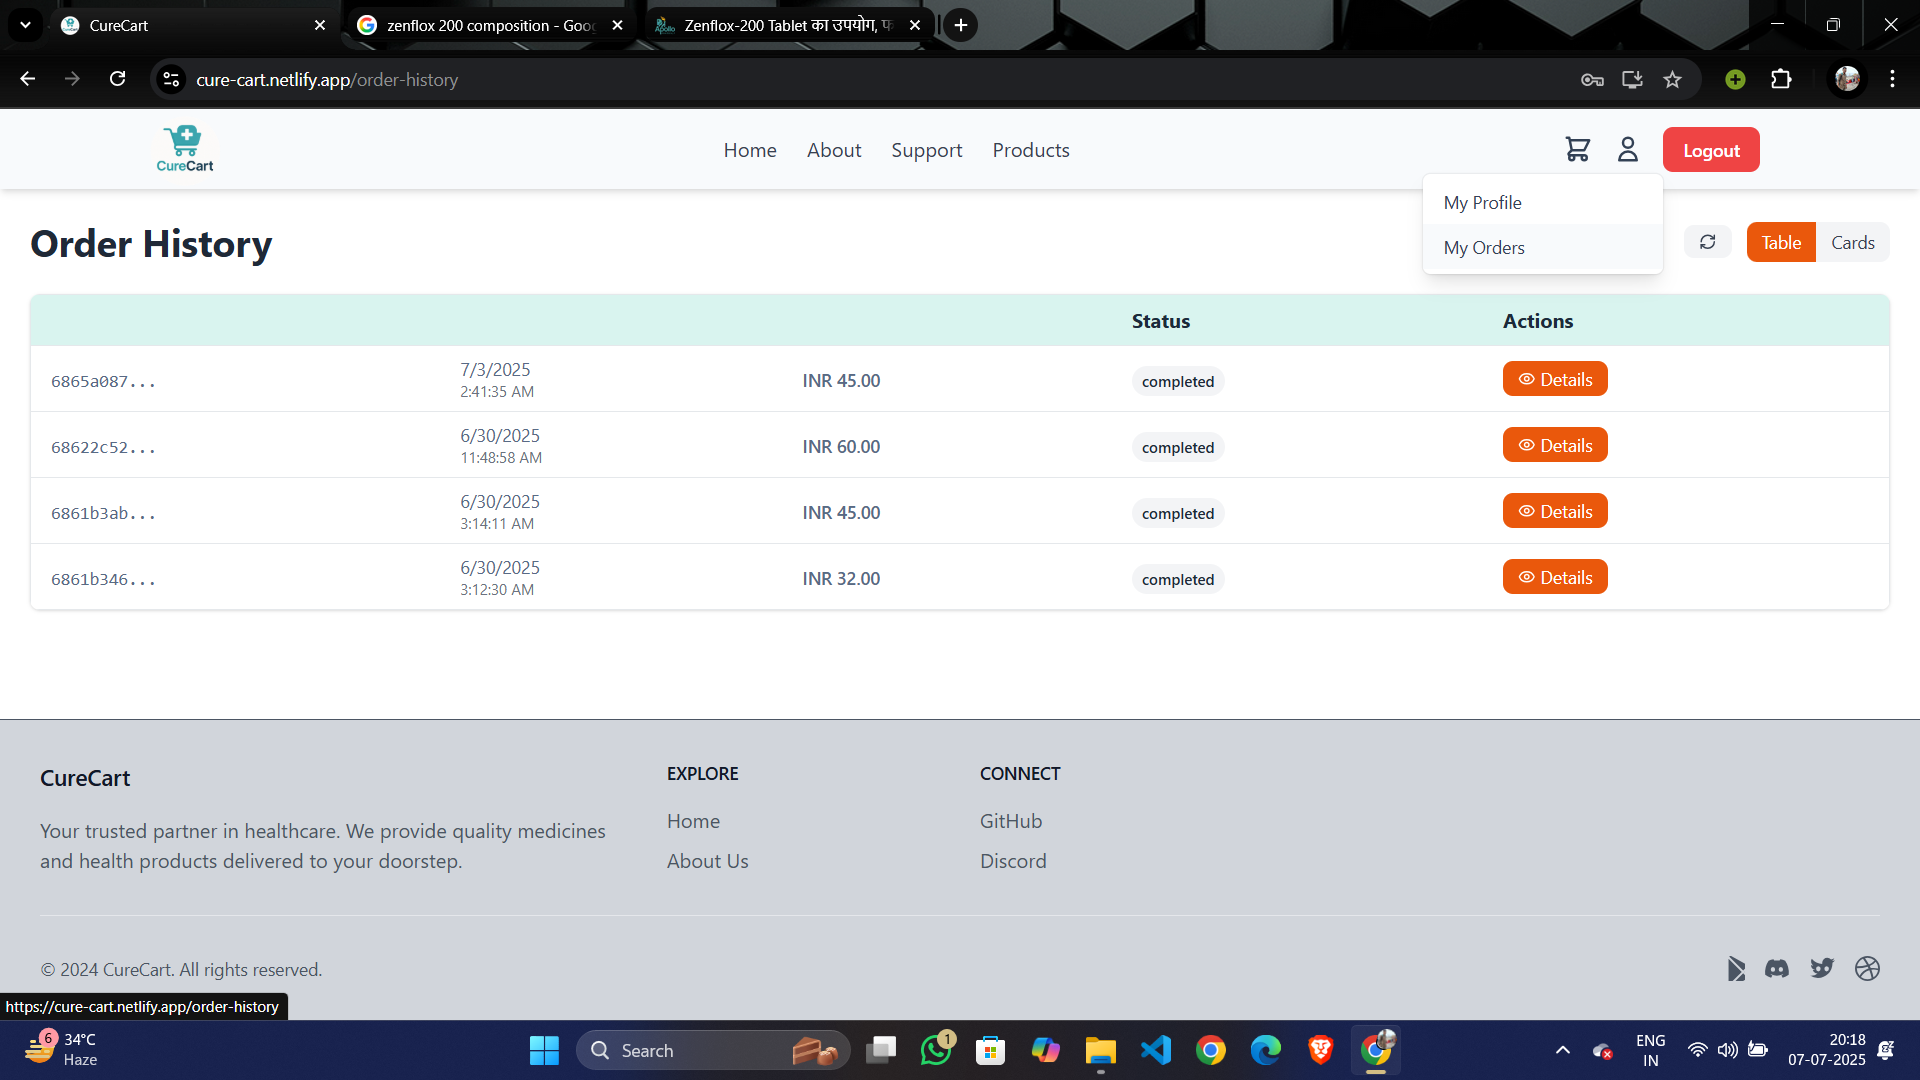 CureCart
zenflox 200 composition - Goog
Zenflox-200 Tablet का उपयोग, फ
cure-cart.netlify.app/order-history
CureCart
Home
About
Support
Products
Logout
My Profile
My Orders
Order History
Table
Cards
Status
Actions
6865a087...
7/3/2025
2:41:35 AM
INR 45.00
completed
Details
68622c52...
6/30/2025
11:48:58 AM
INR 60.00
completed
Details
6861b3ab...
6/30/2025
3:14:11 AM
INR 45.00
completed
Details
6861b346...
6/30/2025
3:12:30 AM
INR 32.00
completed
Details
CureCart
Your trusted partner in healthcare. We provide quality medicines
and health products delivered to your doorstep.
EXPLORE
Home
About Us
CONNECT
GitHub
Discord
© 2024 CureCart. All rights reserved.
https://cure-cart.netlify.app/order-history
6
34°C
Haze
Search
1
ENG
IN
20:18
07-07-2025